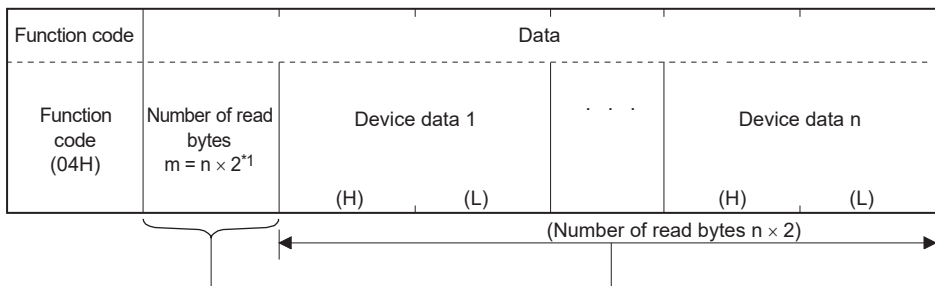 Function code
Data
Function
code
(04H)
Number of read
bytes
m = n × 2*1
Device data 1
. . .
Device data n
(H)
(L)
(H)
(L)
(Number of read bytes n × 2)